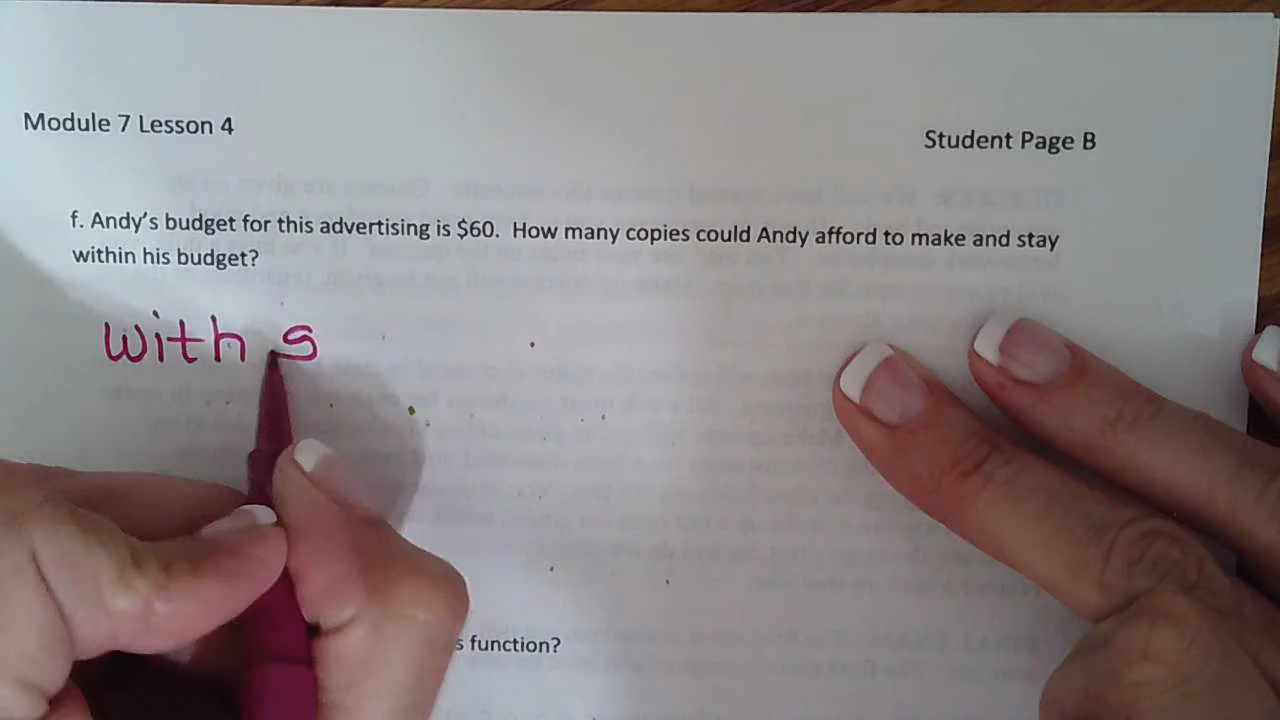 Module 7 Lesson 4
Student Page B
f. Andy's budget for this advertising is $60. How many copies could Andy afford to make and stay
within his budget?
with s
s function?